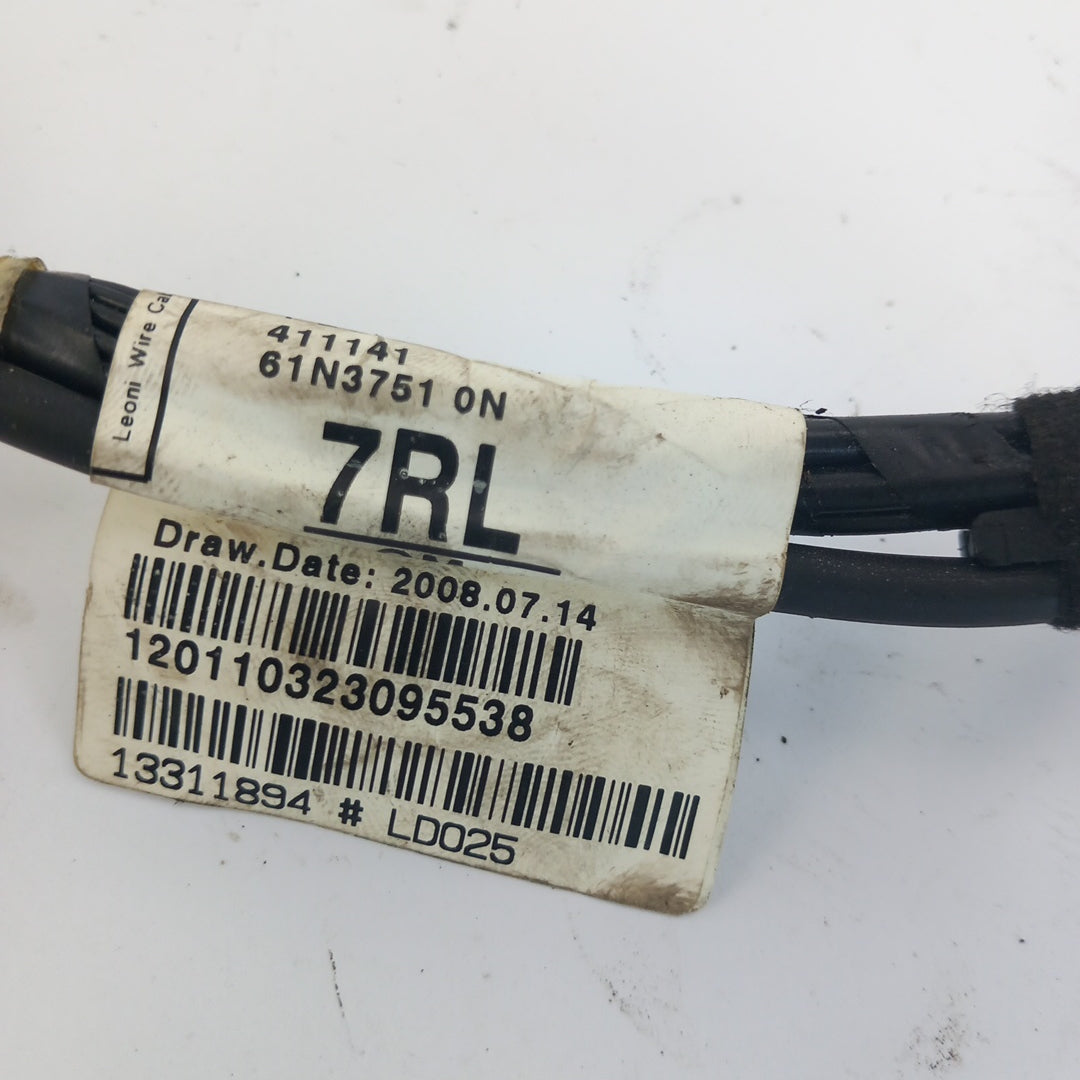 Leoni Wire
411141
61N3751 0N
7RL
Draw.Date: 2008.07.14
120110323095538
13311894 # LD025